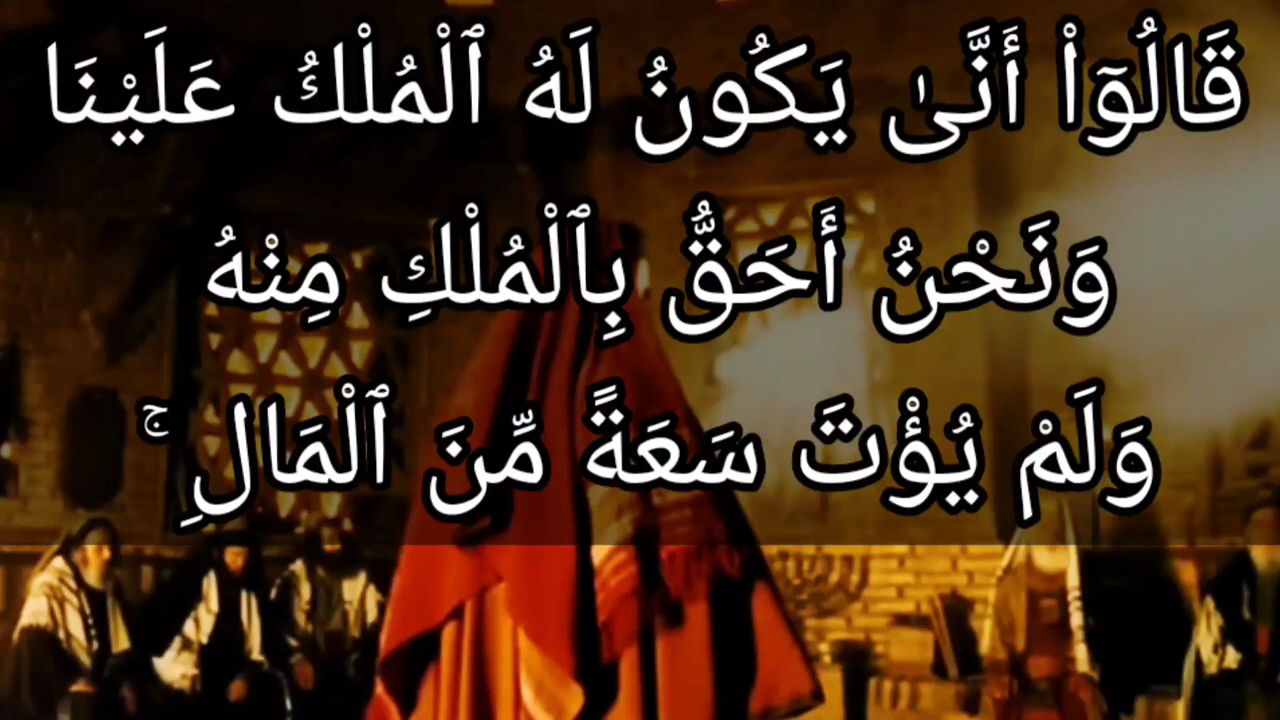 قَالُوٓا۟ أَنَّىٰ يَكُونُ لَهُ ٱلْمُلْكُ عَلَيْنَا
وَنَحْنُ أَحَقُّ بِٱلْمُلْكِ مِنْهُ
وَلَمْ يُؤْتَ سَعَةً مِّنَ ٱلْمَالِ ۚ